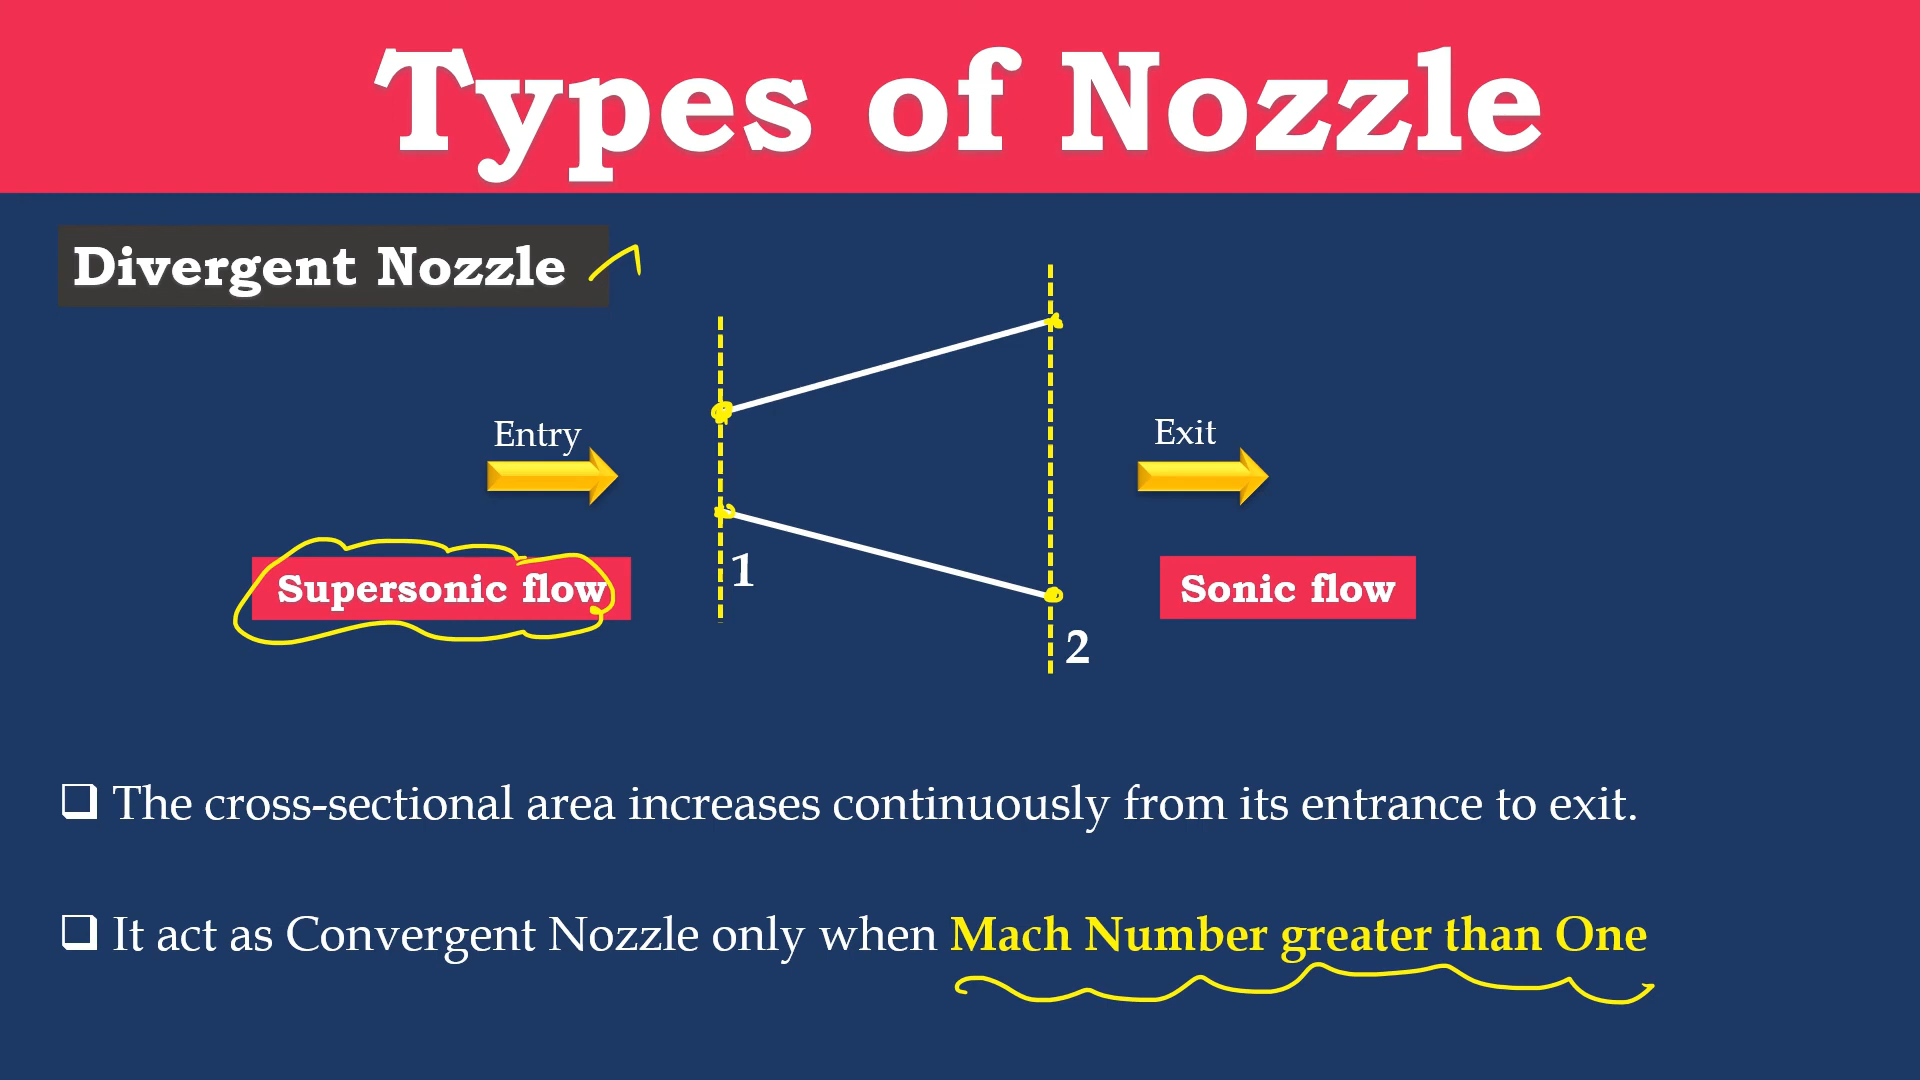 Types of Nozzle
Divergent Nozzle
Entry
Exit
Supersonic flow
1
Sonic flow
2
The cross-sectional area increases continuously from its entrance to exit.
It act as Convergent Nozzle only when Mach Number greater than One